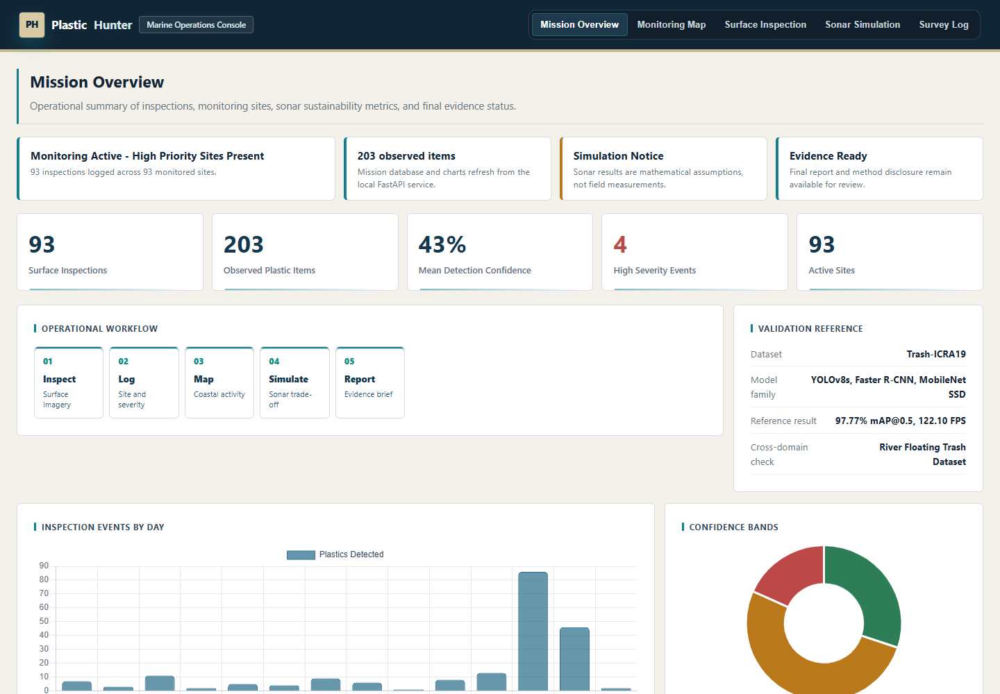 PH Plastic Hunter Marine Operations Console
Mission Overview Monitoring Map Surface Inspection Sonar Simulation Survey Log
Mission Overview
Operational summary of inspections, monitoring sites, sonar sustainability metrics, and final evidence status.
Monitoring Active - High Priority Sites Present
93 inspections logged across 93 monitored sites.
203 observed items
Mission database and charts refresh from the
local FastAPI service.
Simulation Notice
Sonar results are mathematical assumptions,
not field measurements.
Evidence Ready
Final report and method disclosure remain
available for review.
93
Surface Inspections
203
Observed Plastic Items
43%
Mean Detection Confidence
4
High Severity Events
93
Active Sites
OPERATIONAL WORKFLOW
01
Inspect
Surface
imagery
02
Log
Site and
severity
03
Map
Coastal activity
04
Simulate
Sonar trade-
off
05
Report
Evidence brief
VALIDATION REFERENCE
Dataset Trash-ICRA19
Model YOLOv8s, Faster R-CNN, MobileNet
family SSD
Reference result 97.77% mAP@0.5, 122.10 FPS
Cross-domain River Floating Trash
check Dataset
INSPECTION EVENTS BY DAY
Plastics Detected
90
80
70
60
50
40
30
20
10
0
CONFIDENCE BANDS